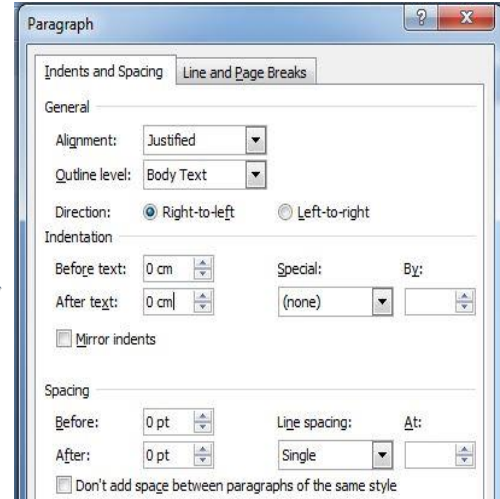 Paragraph
Indents and Spacing Line and Page Breaks
General
Alignment: Justified
Outline level: Body Text
Direction: Right-to-left Left-to-right
Indentation
Before text: 0 cm Special: By:
After text: 0 cm (none)
Mirror indents
Spacing
Before: 0 pt Line spacing: At:
After: 0 pt Single
Don't add space between paragraphs of the same style